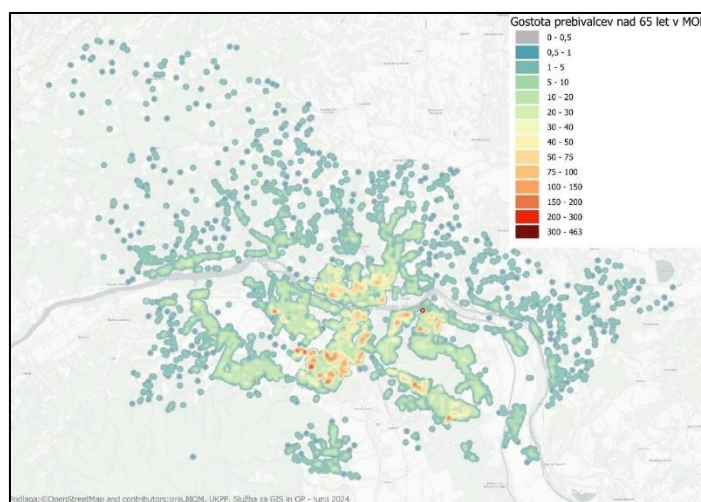 Gostota prebivalcev nad 65 let v MOM
0 - 0,5
0,5 - 1
1 - 5
5 - 10
10 - 20
20 - 30
30 - 40
40 - 50
50 - 75
75 - 100
100 - 150
150 - 200
200 - 300
300 - 463
Podlaga:©OpenStreetMap and contributors;izris:MOM, UKPP, Služba za GIS in OP - junij 2024